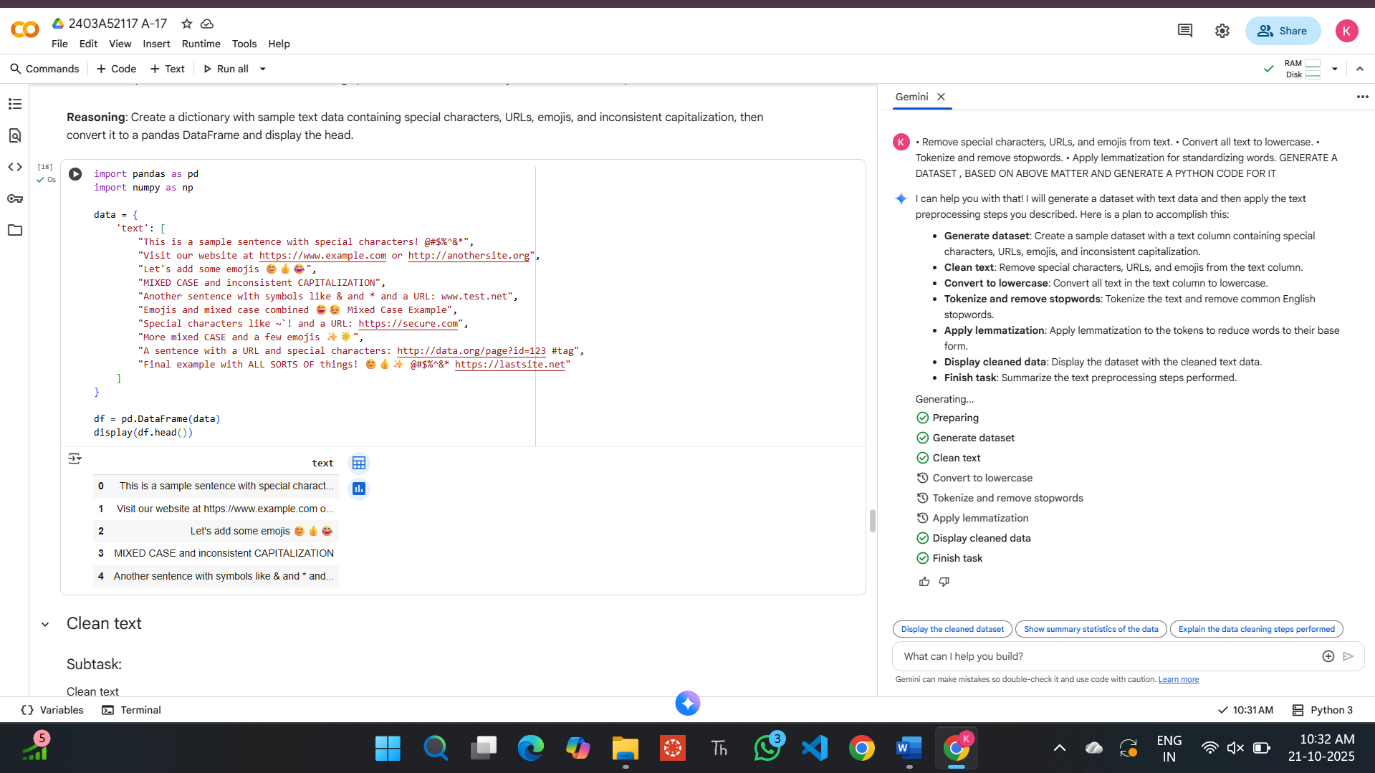 2403A52117 A-17
File Edit View Insert Runtime Tools Help
Share
K
Commands + Code + Text Run all
RAM
Disk
Reasoning: Create a dictionary with sample text data containing special characters, URLs, emojis, and inconsistent capitalization, then
convert it to a pandas DataFrame and display the head.
[18]
0s
import pandas as pd
import numpy as np
data = {
'text': [
"This is a sample sentence with special characters! @#$%^&*",
"Visit our website at https://www.example.com or http://anothersite.org",
"Let's add some emojis 😊👍😂",
"MIXED CASE and inconsistent CAPITALIZATION",
"Another sentence with symbols like & and * and a URL: www.test.net",
"Emojis and mixed case combined 😄😊 Mixed Case Example",
"Special characters like ~`! and a URL: https://secure.com",
"More mixed CASE and a few emojis ✨☀️",
"A sentence with a URL and special characters: http://data.org/page?id=123 #tag",
"Final example with ALL SORTS OF things! 😊👍✨ @#$%^&* https://lastsite.net"
]
}
df = pd.DataFrame(data)
display(df.head())
text
0 This is a sample sentence with special charact...
1 Visit our website at https://www.example.com o...
2 Let's add some emojis 😊👍😂
3 MIXED CASE and inconsistent CAPITALIZATION
4 Another sentence with symbols like & and * and...
Clean text
Subtask:
Clean text
Gemini
K
• Remove special characters, URLs, and emojis from text. • Convert all text to lowercase. •
Tokenize and remove stopwords. • Apply lemmatization for standardizing words. GENERATE A
DATASET , BASED ON ABOVE MATTER AND GENERATE A PYTHON CODE FOR IT
I can help you with that! I will generate a dataset with text data and then apply the text
preprocessing steps you described. Here is a plan to accomplish this:
• Generate dataset: Create a sample dataset with a text column containing special
characters, URLs, emojis, and inconsistent capitalization.
• Clean text: Remove special characters, URLs, and emojis from the text column.
• Convert to lowercase: Convert all text in the text column to lowercase.
• Tokenize and remove stopwords: Tokenize the text and remove common English
stopwords.
• Apply lemmatization: Apply lemmatization to the tokens to reduce words to their base
form.
• Display cleaned data: Display the dataset with the cleaned text data.
• Finish task: Summarize the text preprocessing steps performed.
Generating...
Preparing
Generate dataset
Clean text
Convert to lowercase
Tokenize and remove stopwords
Apply lemmatization
Display cleaned data
Finish task
Display the cleaned dataset Show summary statistics of the data Explain the data cleaning steps performed
What can I help you build?
Gemini can make mistakes so double-check it and use code with caution. Learn more
Variables Terminal
10:31 AM Python 3
5
Th
3
K
ENG
IN
10:32 AM
21-10-2025